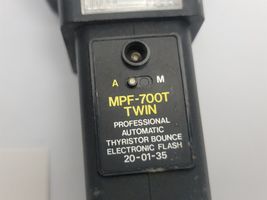 A M
MPF-700T
TWIN
PROFESSIONAL
AUTOMATIC
THYRISTOR BOUNCE
ELECTRONIC FLASH
20-01-35